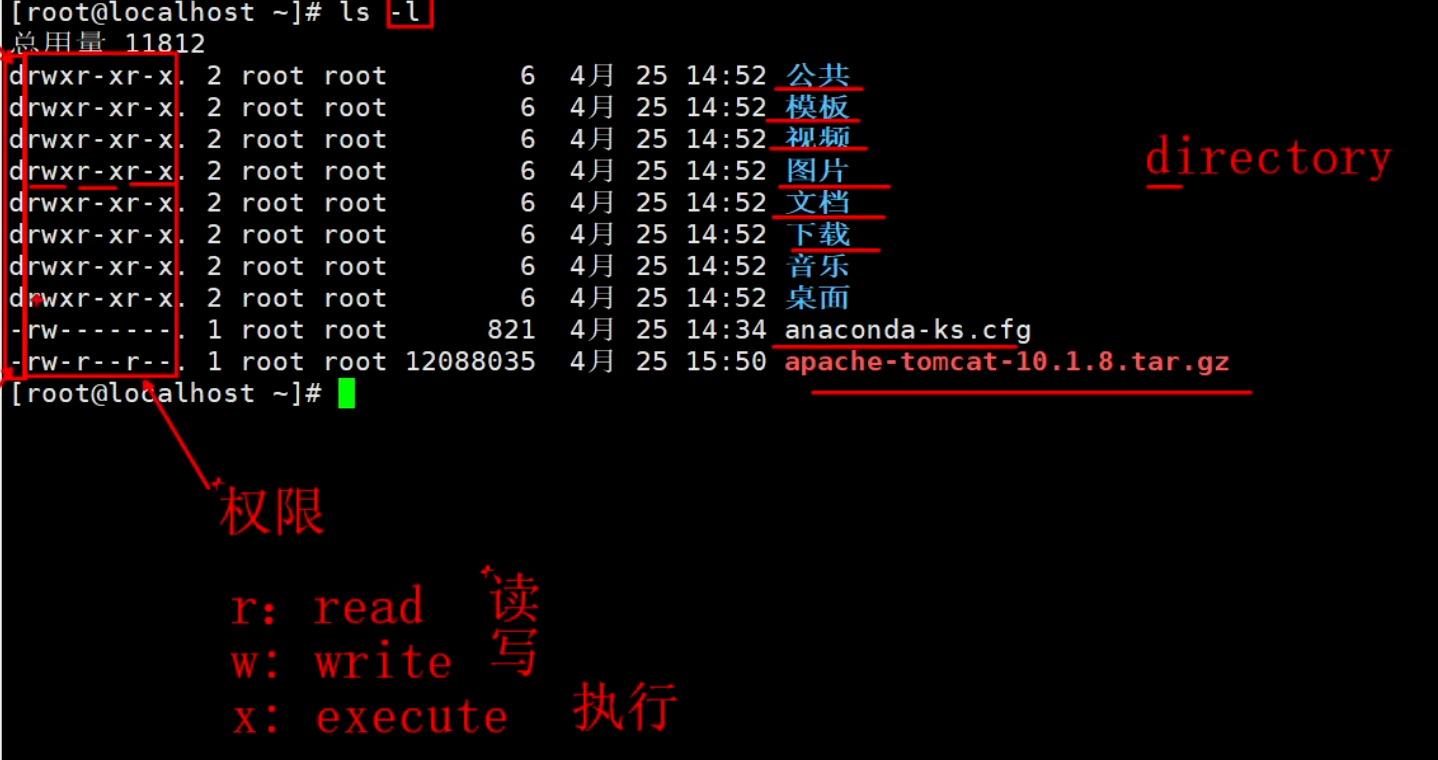 [root@localhost ~]# ls -l
总用量 11812
drwxr-xr-x. 2 root root 6 4月 25 14:52 公共
drwxr-xr-x. 2 root root 6 4月 25 14:52 模板
drwxr-xr-x. 2 root root 6 4月 25 14:52 视频
drwxr-xr-x. 2 root root 6 4月 25 14:52 图片
drwxr-xr-x. 2 root root 6 4月 25 14:52 文档
drwxr-xr-x. 2 root root 6 4月 25 14:52 下载
drwxr-xr-x. 2 root root 6 4月 25 14:52 音乐
drwxr-xr-x. 2 root root 6 4月 25 14:52 桌面
-rw-------. 1 root root 821 4月 25 14:34 anaconda-ks.cfg
-rw-r--r--. 1 root root 12088035 4月 25 15:50 apache-tomcat-10.1.8.tar.gz
[root@localhost ~]#
directory
权限
r: read 读
w: write 写
x: execute 执行